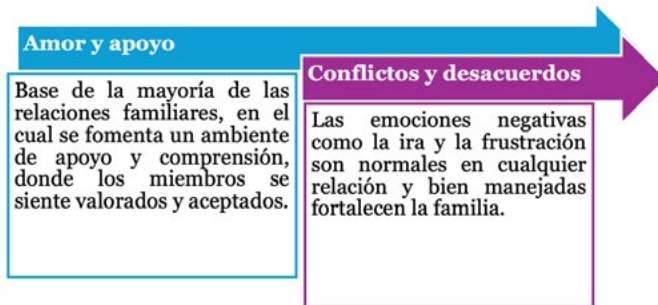 Amor y apoyo
Base de la mayoría de las
relaciones familiares, en el
cual se fomenta un ambiente
de apoyo y comprensión,
donde los miembros se
siente valorados y aceptados.
Conflictos y desacuerdos
Las emociones negativas
como la ira y la frustración
son normales en cualquier
relación y bien manejadas
fortalecen la familia.